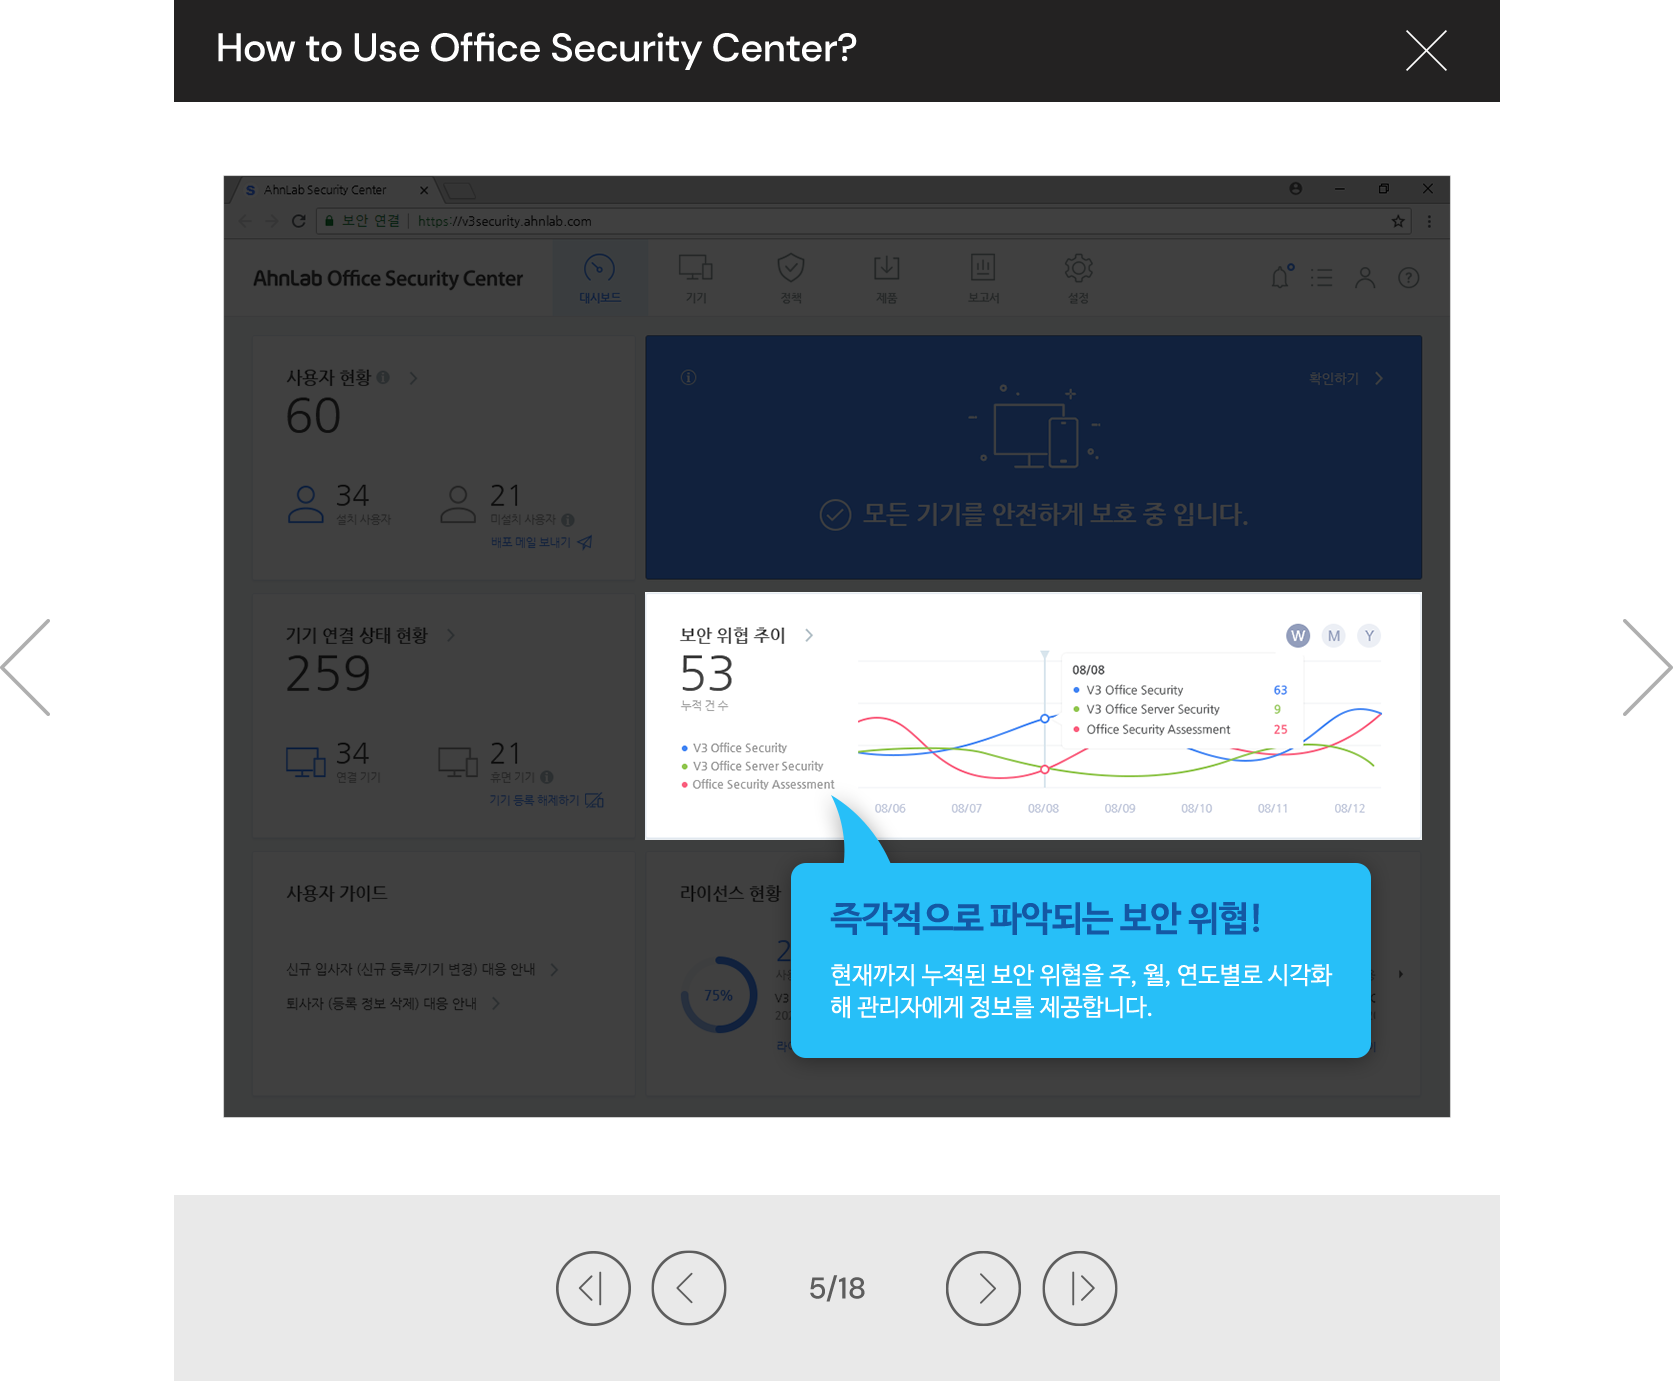 How to Use Office Security Center?
AhnLab Security Center
보안 연결 | https://v3security.ahnlab.com
AhnLab Office Security Center
대시보드
기기
정책
제품
보고서
설정
사용자 현황
60
34
설치 사용자
21
미설치 사용자
배포 메일 보내기
확인하기
모든 기기를 안전하게 보호 중 입니다.
기기 연결 상태 현황
259
34
연결 기기
21
휴면 기기
기기 등록 해제하기
보안 위협 추이
53
누적 건 수
V3 Office Security
V3 Office Server Security
Office Security Assessment
W M Y
08/08
V3 Office Security 63
V3 Office Server Security 9
Office Security Assessment 25
08/06 08/07 08/08 08/09 08/10 08/11 08/12
사용자 가이드
신규 입사자 (신규 등록/기기 변경) 대응 안내
퇴사자 (등록 정보 삭제) 대응 안내
라이선스 현황
75%
2
V3
즉각적으로 파악되는 보안 위협!
현재까지 누적된 보안 위협을 주, 월, 연도별로 시각화
해 관리자에게 정보를 제공합니다.
5/18